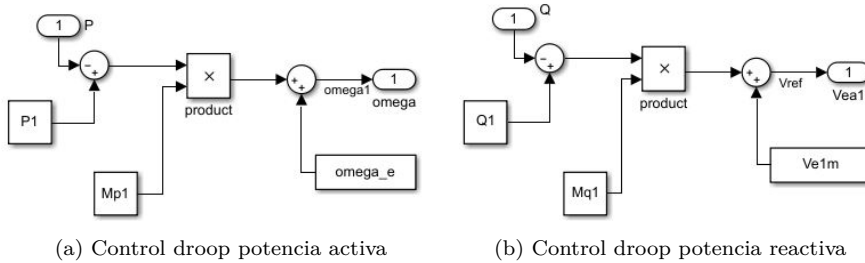 1 P
P1
Mp1
×
product
omega1
1
omega
omega_e
1 Q
Q1
Mq1
×
product
Vref
1
Vea1
Ve1m
(a) Control droop potencia activa
(b) Control droop potencia reactiva